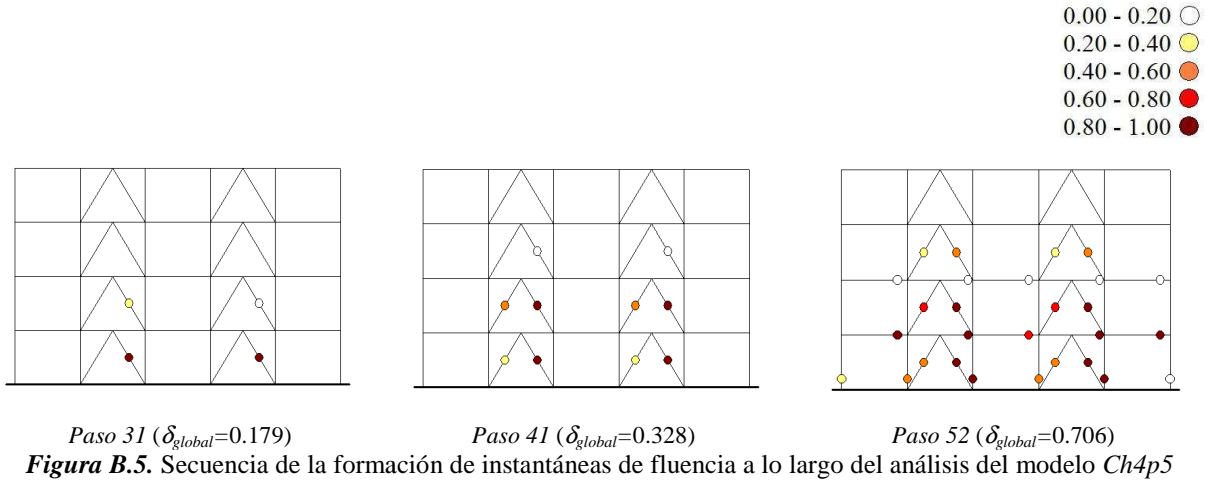 0.00 - 0.20
0.20 - 0.40
0.40 - 0.60
0.60 - 0.80
0.80 - 1.00
Paso 31 (δglobal=0.179)
Paso 41 (δglobal=0.328)
Paso 52 (δglobal=0.706)
Figura B.5. Secuencia de la formación de instantáneas de fluencia a lo largo del análisis del modelo Ch4p5